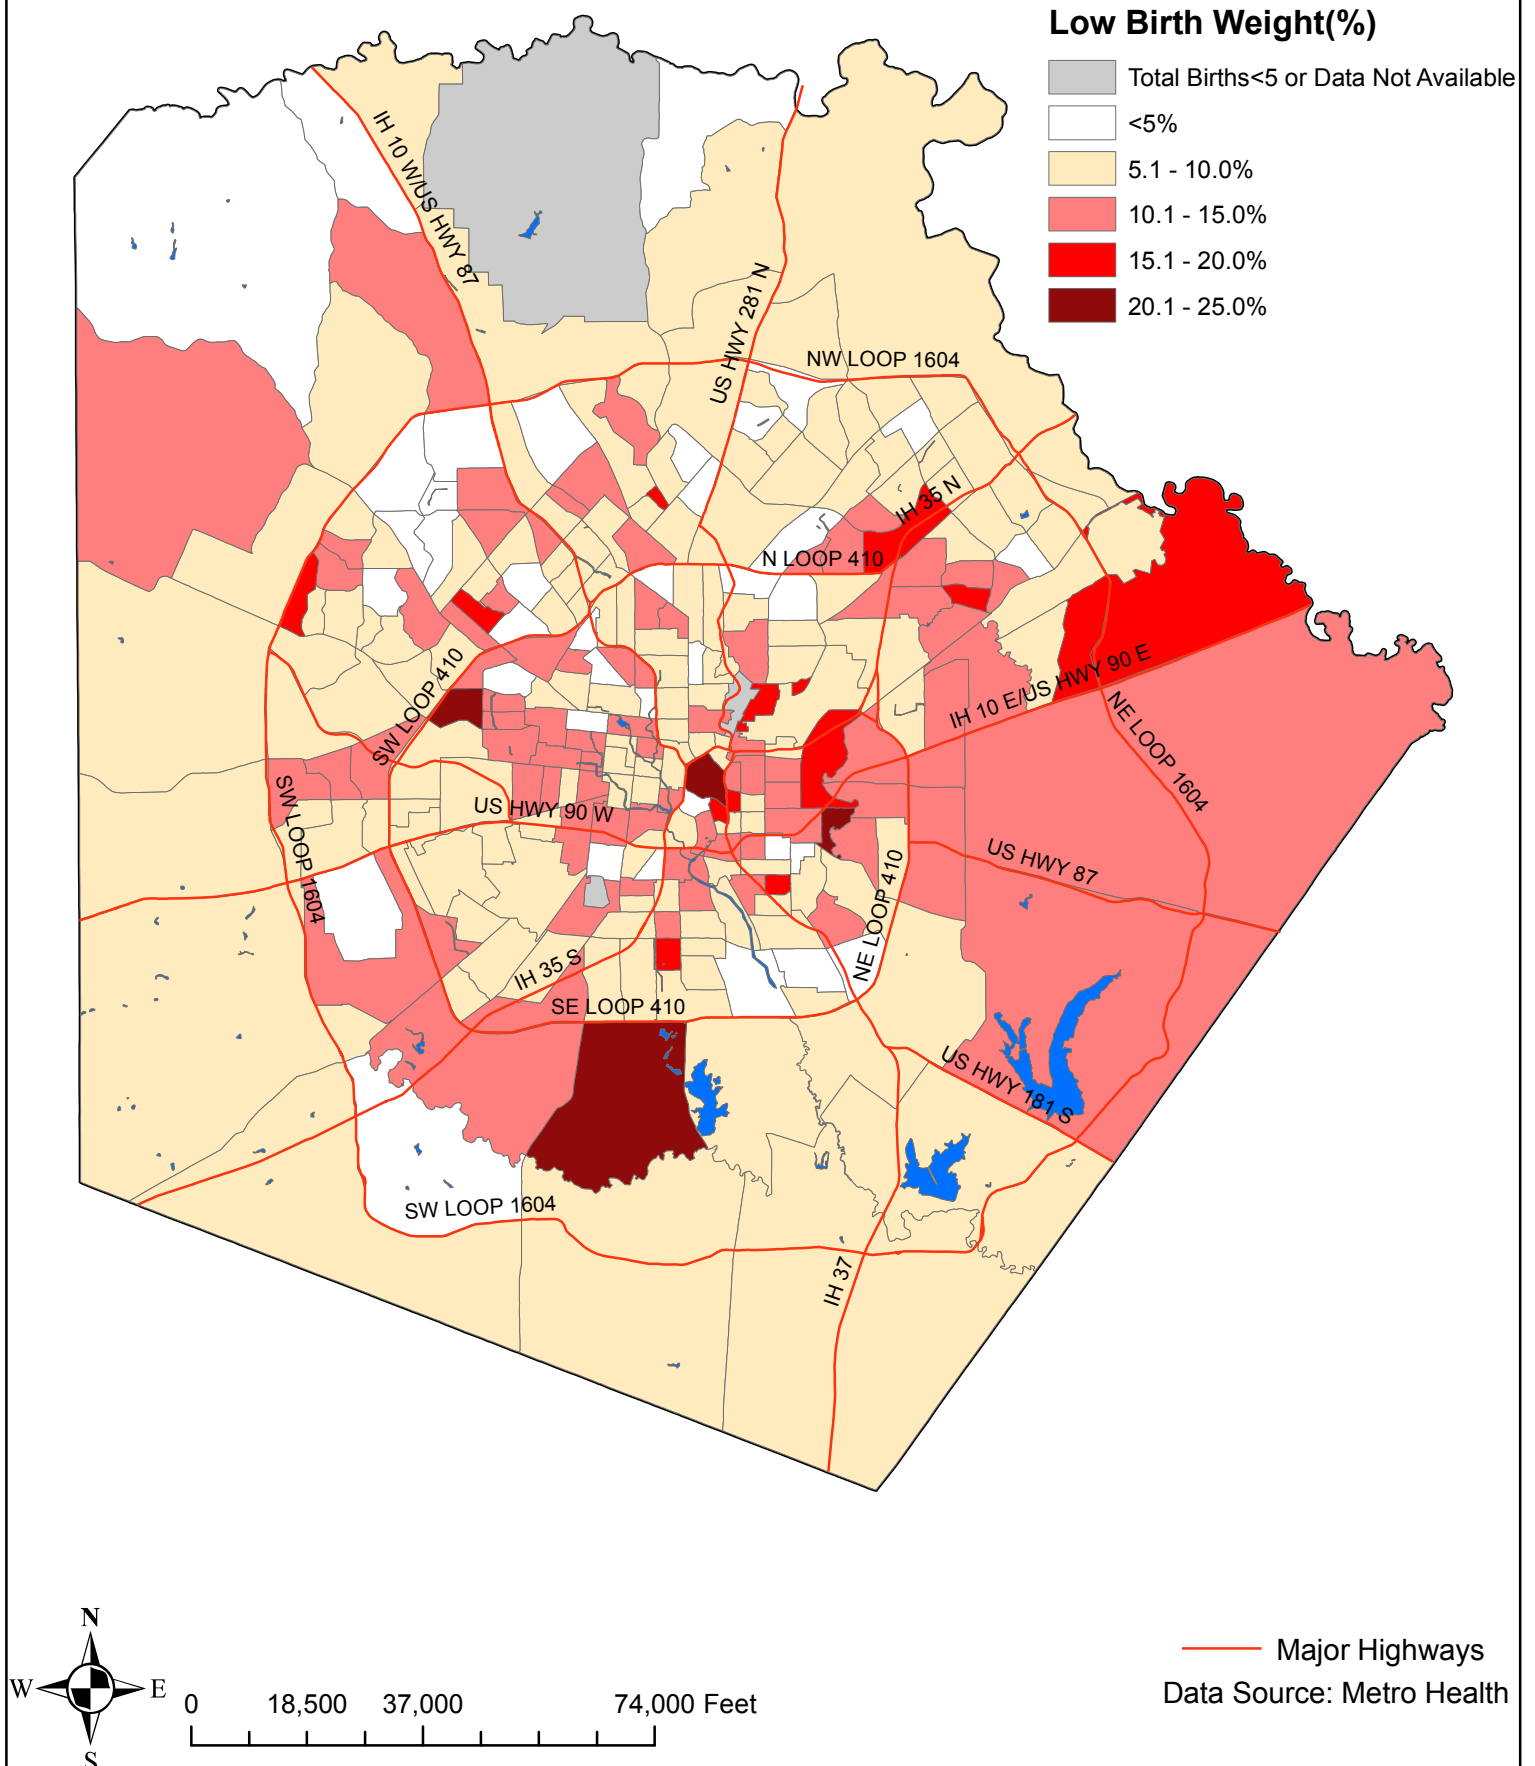 Low Birth Weight(%)
Total Births<5 or Data Not Available
<5%
5.1 - 10.0%
10.1 - 15.0%
15.1 - 20.0%
20.1 - 25.0%
IH 10 W/US HWY 87
US HWY 281 N
NW LOOP 1604
IH 35 N
N LOOP 410
SW LOOP 410
IH 10 E/US HWY 90 E
NE LOOP 1604
SW LOOP 1604
US HWY 90 W
US HWY 87
NE LOOP 410
IH 35 S
SE LOOP 410
US HWY 181 S
SW LOOP 1604
IH 37
N
W
E
S
0
18,500
37,000
74,000 Feet
Major Highways
Data Source: Metro Health